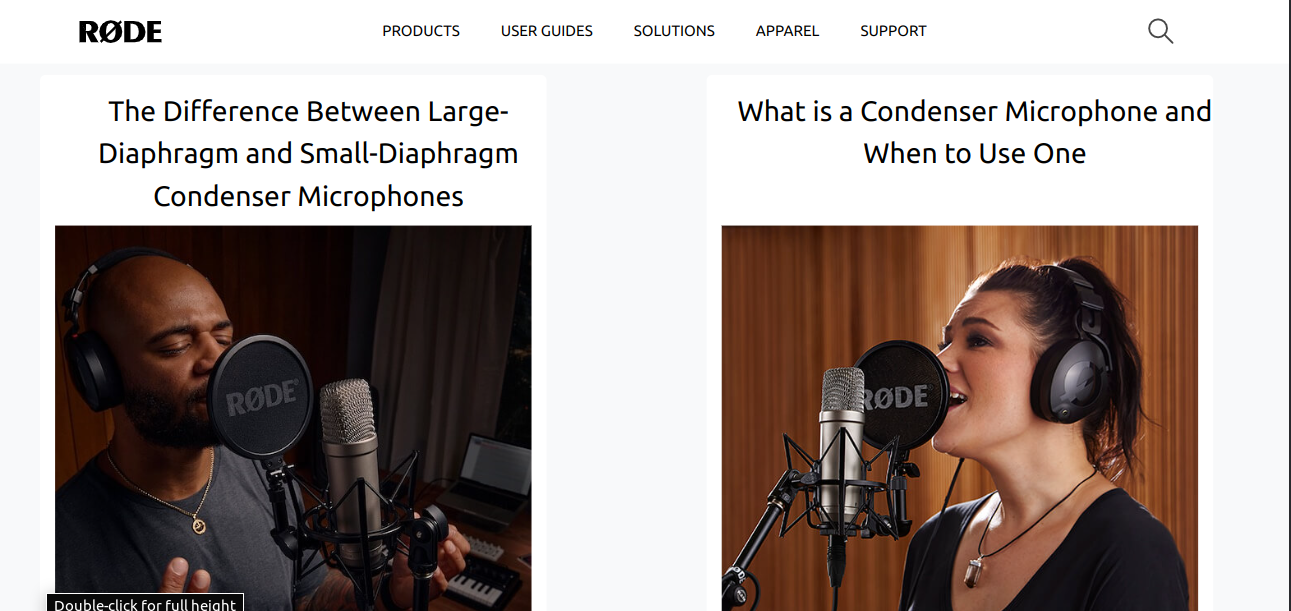 RØDE
PRODUCTS
USER GUIDES
SOLUTIONS
APPAREL
SUPPORT
The Difference Between Large-
Diaphragm and Small-Diaphragm
Condenser Microphones
What is a Condenser Microphone and
When to Use One
RØDE
RØDE
Double-click for full height